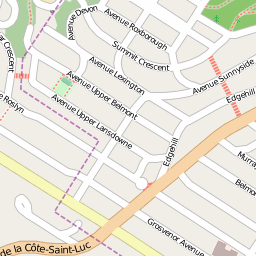 Avenue Devon
Avenue Roxborough
Crescent
Summit Crescent
Avenue Lexington
Avenue Sunnyside
Edgehill
Avenue Upper Belmont
Roslyn
Avenue Upper Lansdowne
Edgehill
Murra
Belmo
Grosvenor Avenue
de la Côte-Saint-Luc